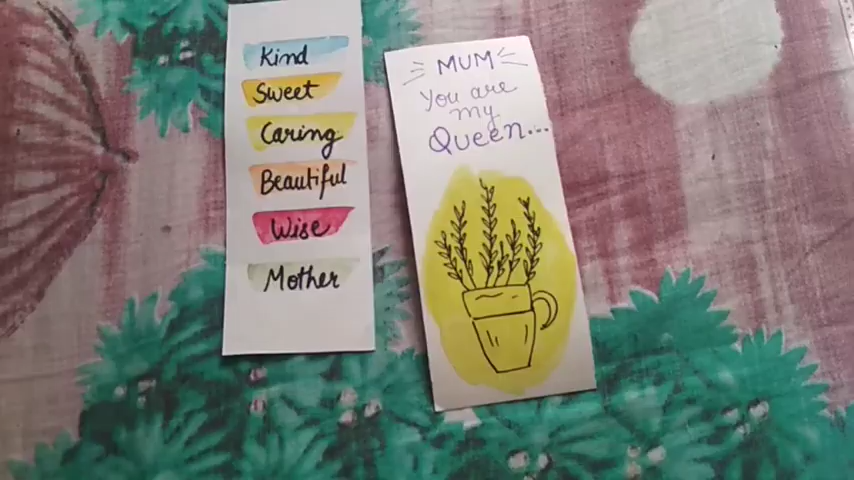 Kind
Sweet
Caring
Beautiful
Wise
Mother
MUM
You are
my
Queen...